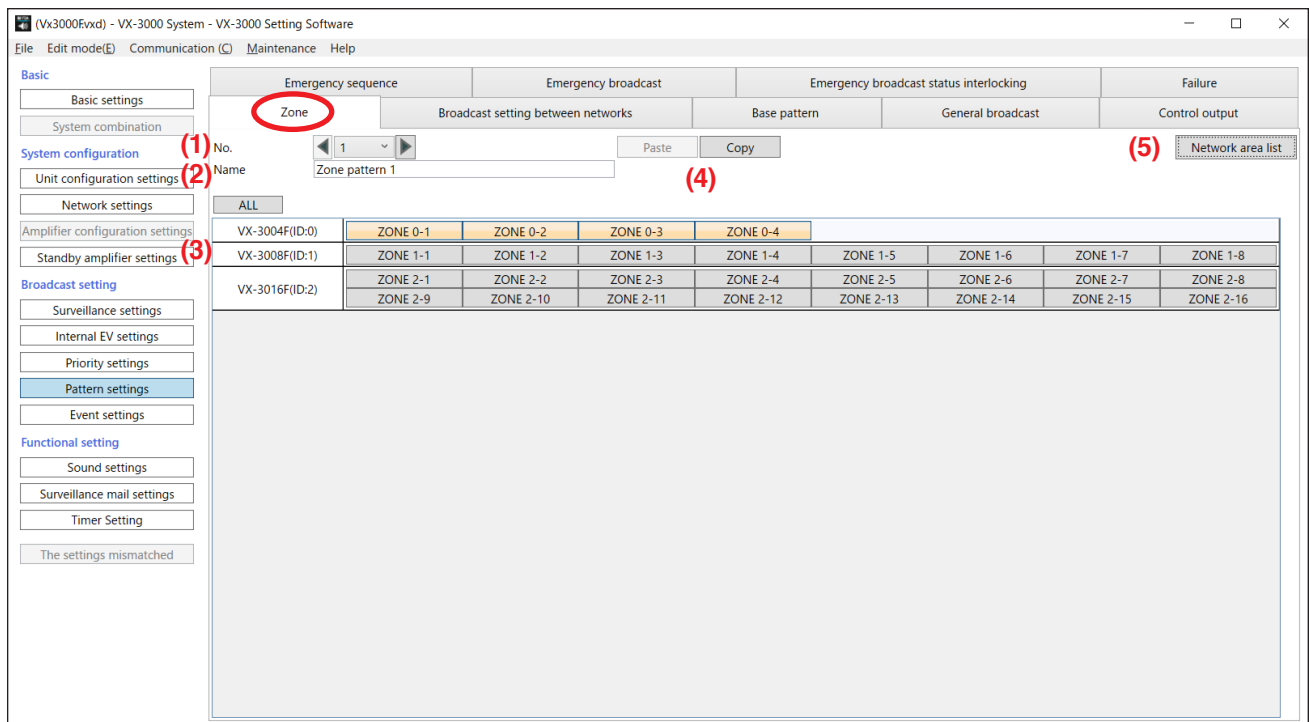 (Vx3000F.vxd) - VX-3000 System - VX-3000 Setting Software
File Edit mode(E) Communication (C) Maintenance Help
Basic
Basic settings
System combination
System configuration
Unit configuration settings
Network settings
Amplifier configuration settings
Standby amplifier settings
Broadcast setting
Surveillance settings
Internal EV settings
Priority settings
Pattern settings
Event settings
Functional setting
Sound settings
Surveillance mail settings
Timer Setting
The settings mismatched
Emergency sequence Emergency broadcast Emergency broadcast status interlocking Failure
Zone Broadcast setting between networks Base pattern General broadcast Control output
(1) No. 1 Paste Copy (5) Network area list
(2) Name Zone pattern 1 (4)
ALL
VX-3004F(ID:0) ZONE 0-1 ZONE 0-2 ZONE 0-3 ZONE 0-4
(3) VX-3008F(ID:1) ZONE 1-1 ZONE 1-2 ZONE 1-3 ZONE 1-4 ZONE 1-5 ZONE 1-6 ZONE 1-7 ZONE 1-8
VX-3016F(ID:2) ZONE 2-1 ZONE 2-2 ZONE 2-3 ZONE 2-4 ZONE 2-5 ZONE 2-6 ZONE 2-7 ZONE 2-8
ZONE 2-9 ZONE 2-10 ZONE 2-11 ZONE 2-12 ZONE 2-13 ZONE 2-14 ZONE 2-15 ZONE 2-16